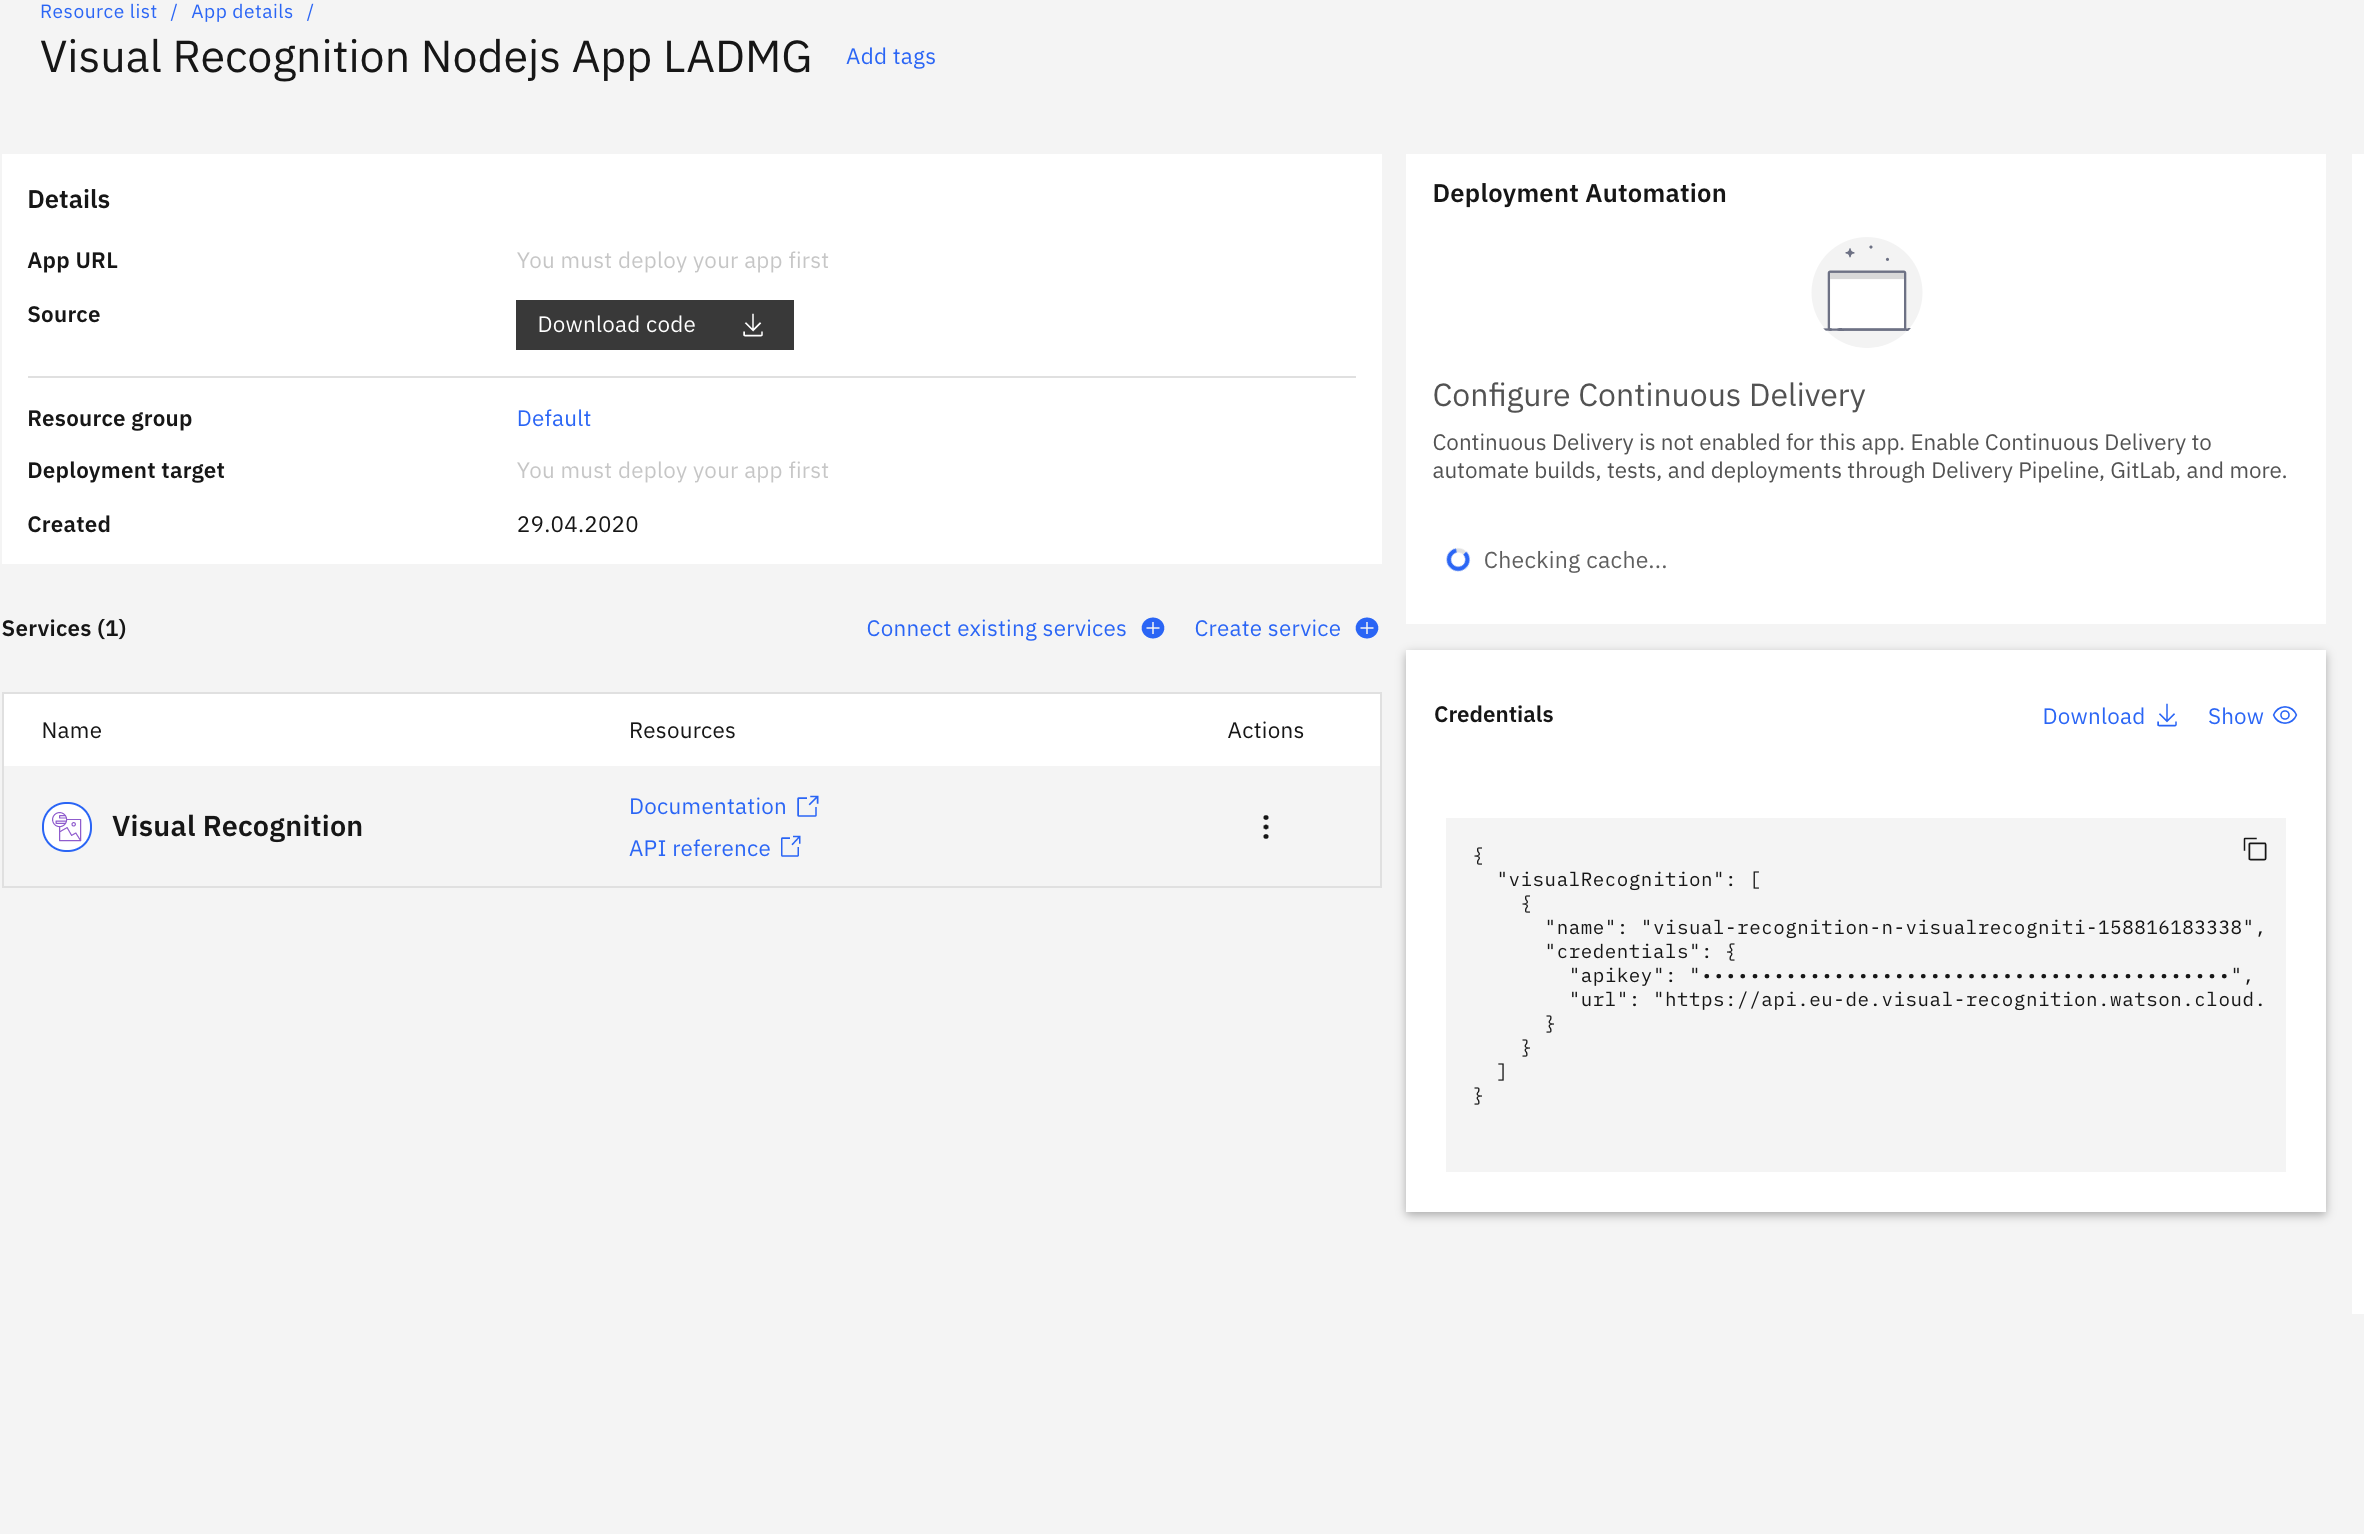 Resource list / App details /
Visual Recognition Nodejs App LADMG Add tags
Details
App URL You must deploy your app first
Source Download code
Resource group Default
Deployment target You must deploy your app first
Created 29.04.2020
Services (1) Connect existing services Create service
Name Resources Actions
Visual Recognition
Documentation
API reference
Deployment Automation
Configure Continuous Delivery
Continuous Delivery is not enabled for this app. Enable Continuous Delivery to
automate builds, tests, and deployments through Delivery Pipeline, GitLab, and more.
Checking cache...
Credentials Download Show
{
"visualRecognition": [
{
"name": "visual-recognition-n-visualrecogniti-158816183338",
"credentials": {
"apikey": "••••••••••••••••••••••••••••••••••••••••••••",
"url": "https://api.eu-de.visual-recognition.watson.cloud.
}
}
]
}